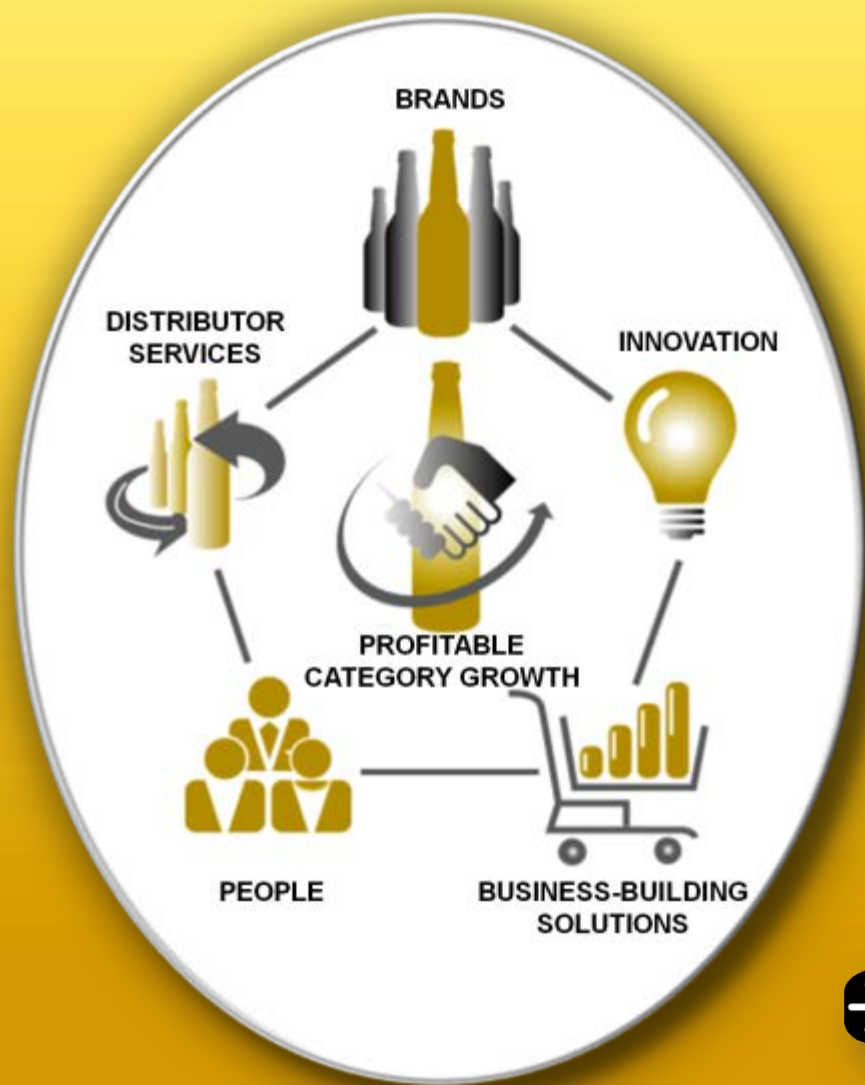 BRANDS
DISTRIBUTOR
SERVICES
INNOVATION
PROFITABLE
CATEGORY GROWTH
PEOPLE
BUSINESS-BUILDING
SOLUTIONS